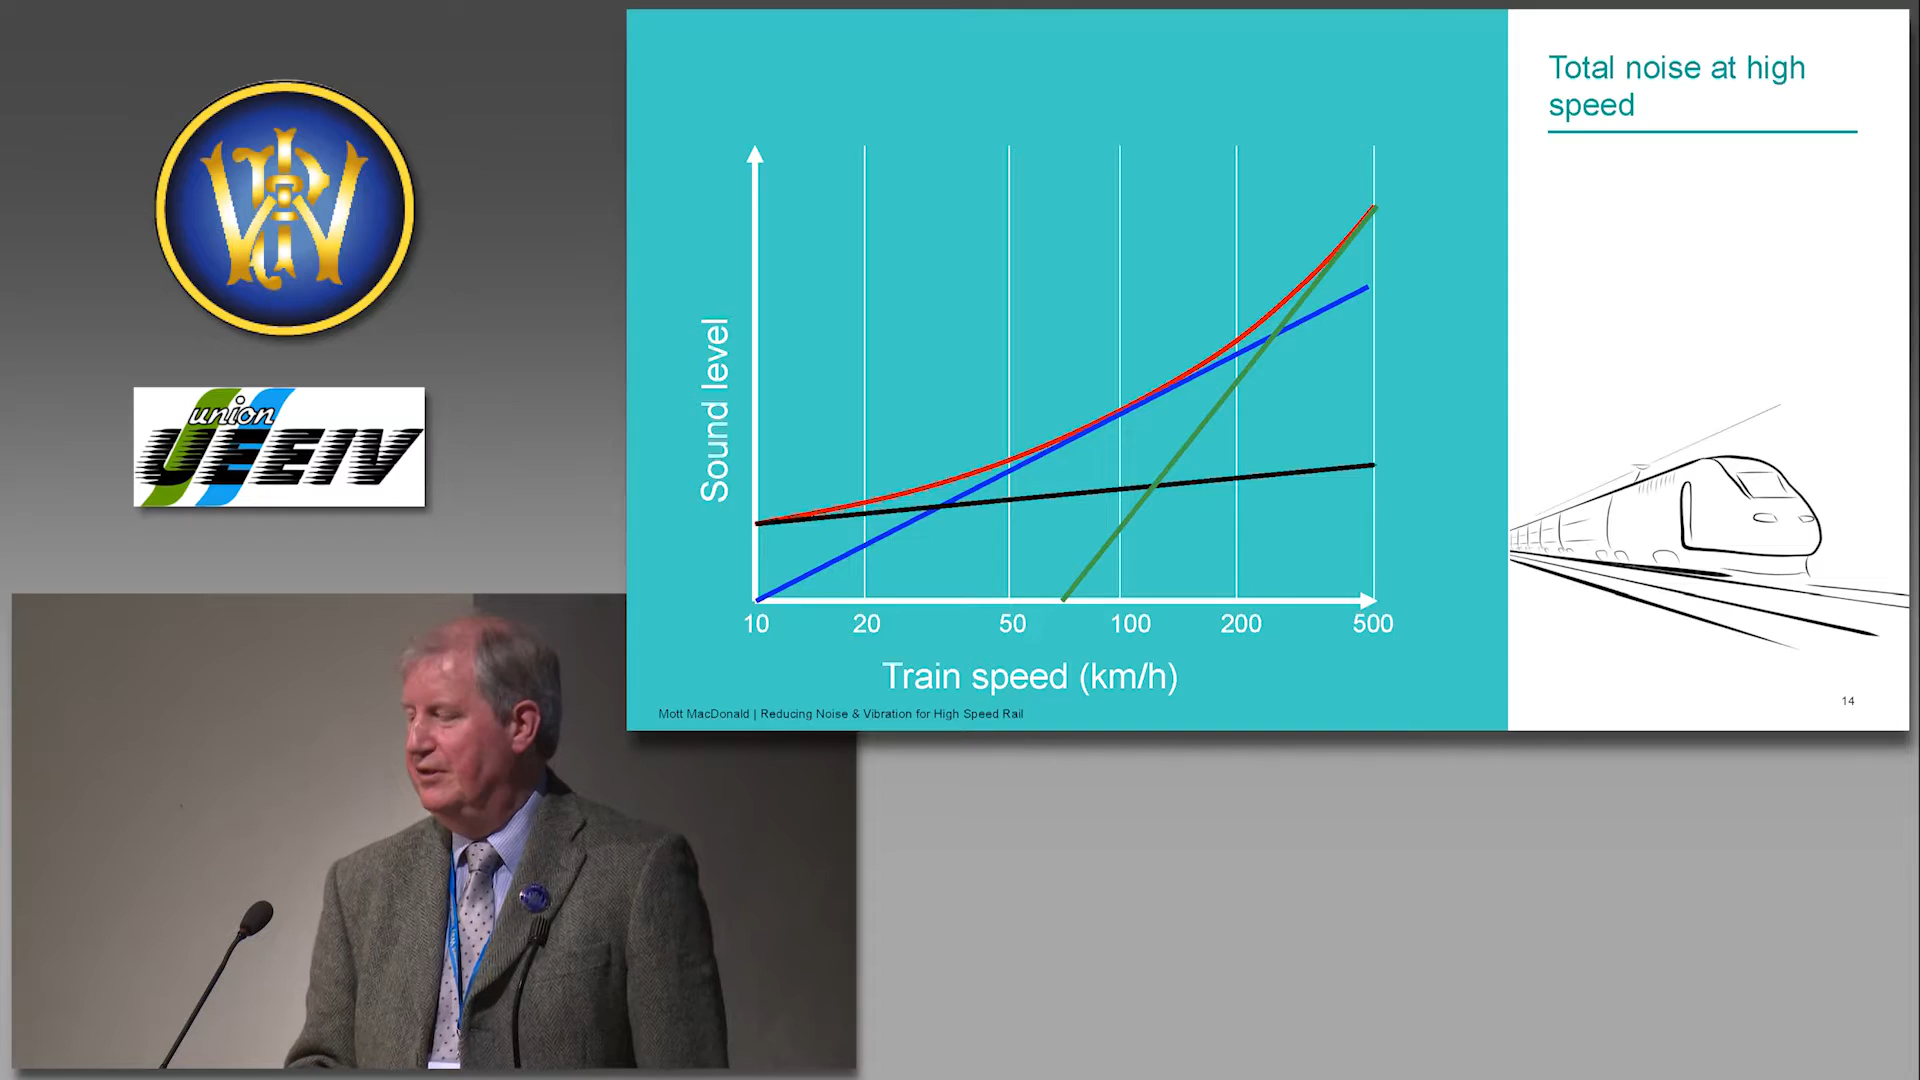 union
UEEIV
Total noise at high
speed
Sound level
10 20 50 100 200 500
Train speed (km/h)
Mott MacDonald | Reducing Noise & Vibration for High Speed Rail
14